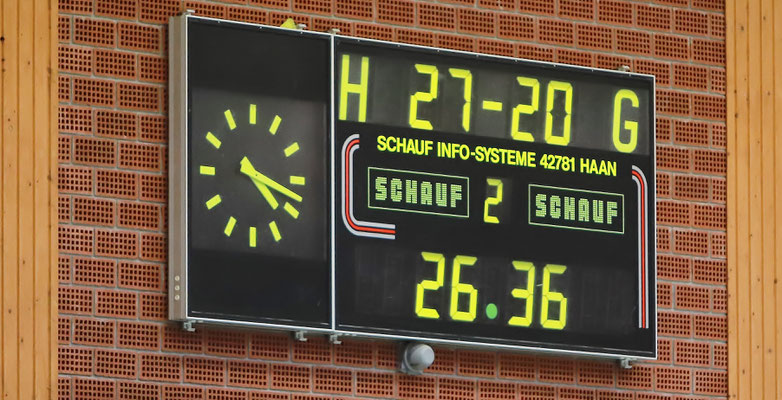 H 27-20 G
SCHAUF INFO-SYSTEME 42781 HAAN
SCHAUF 2 SCHAUF
26.36